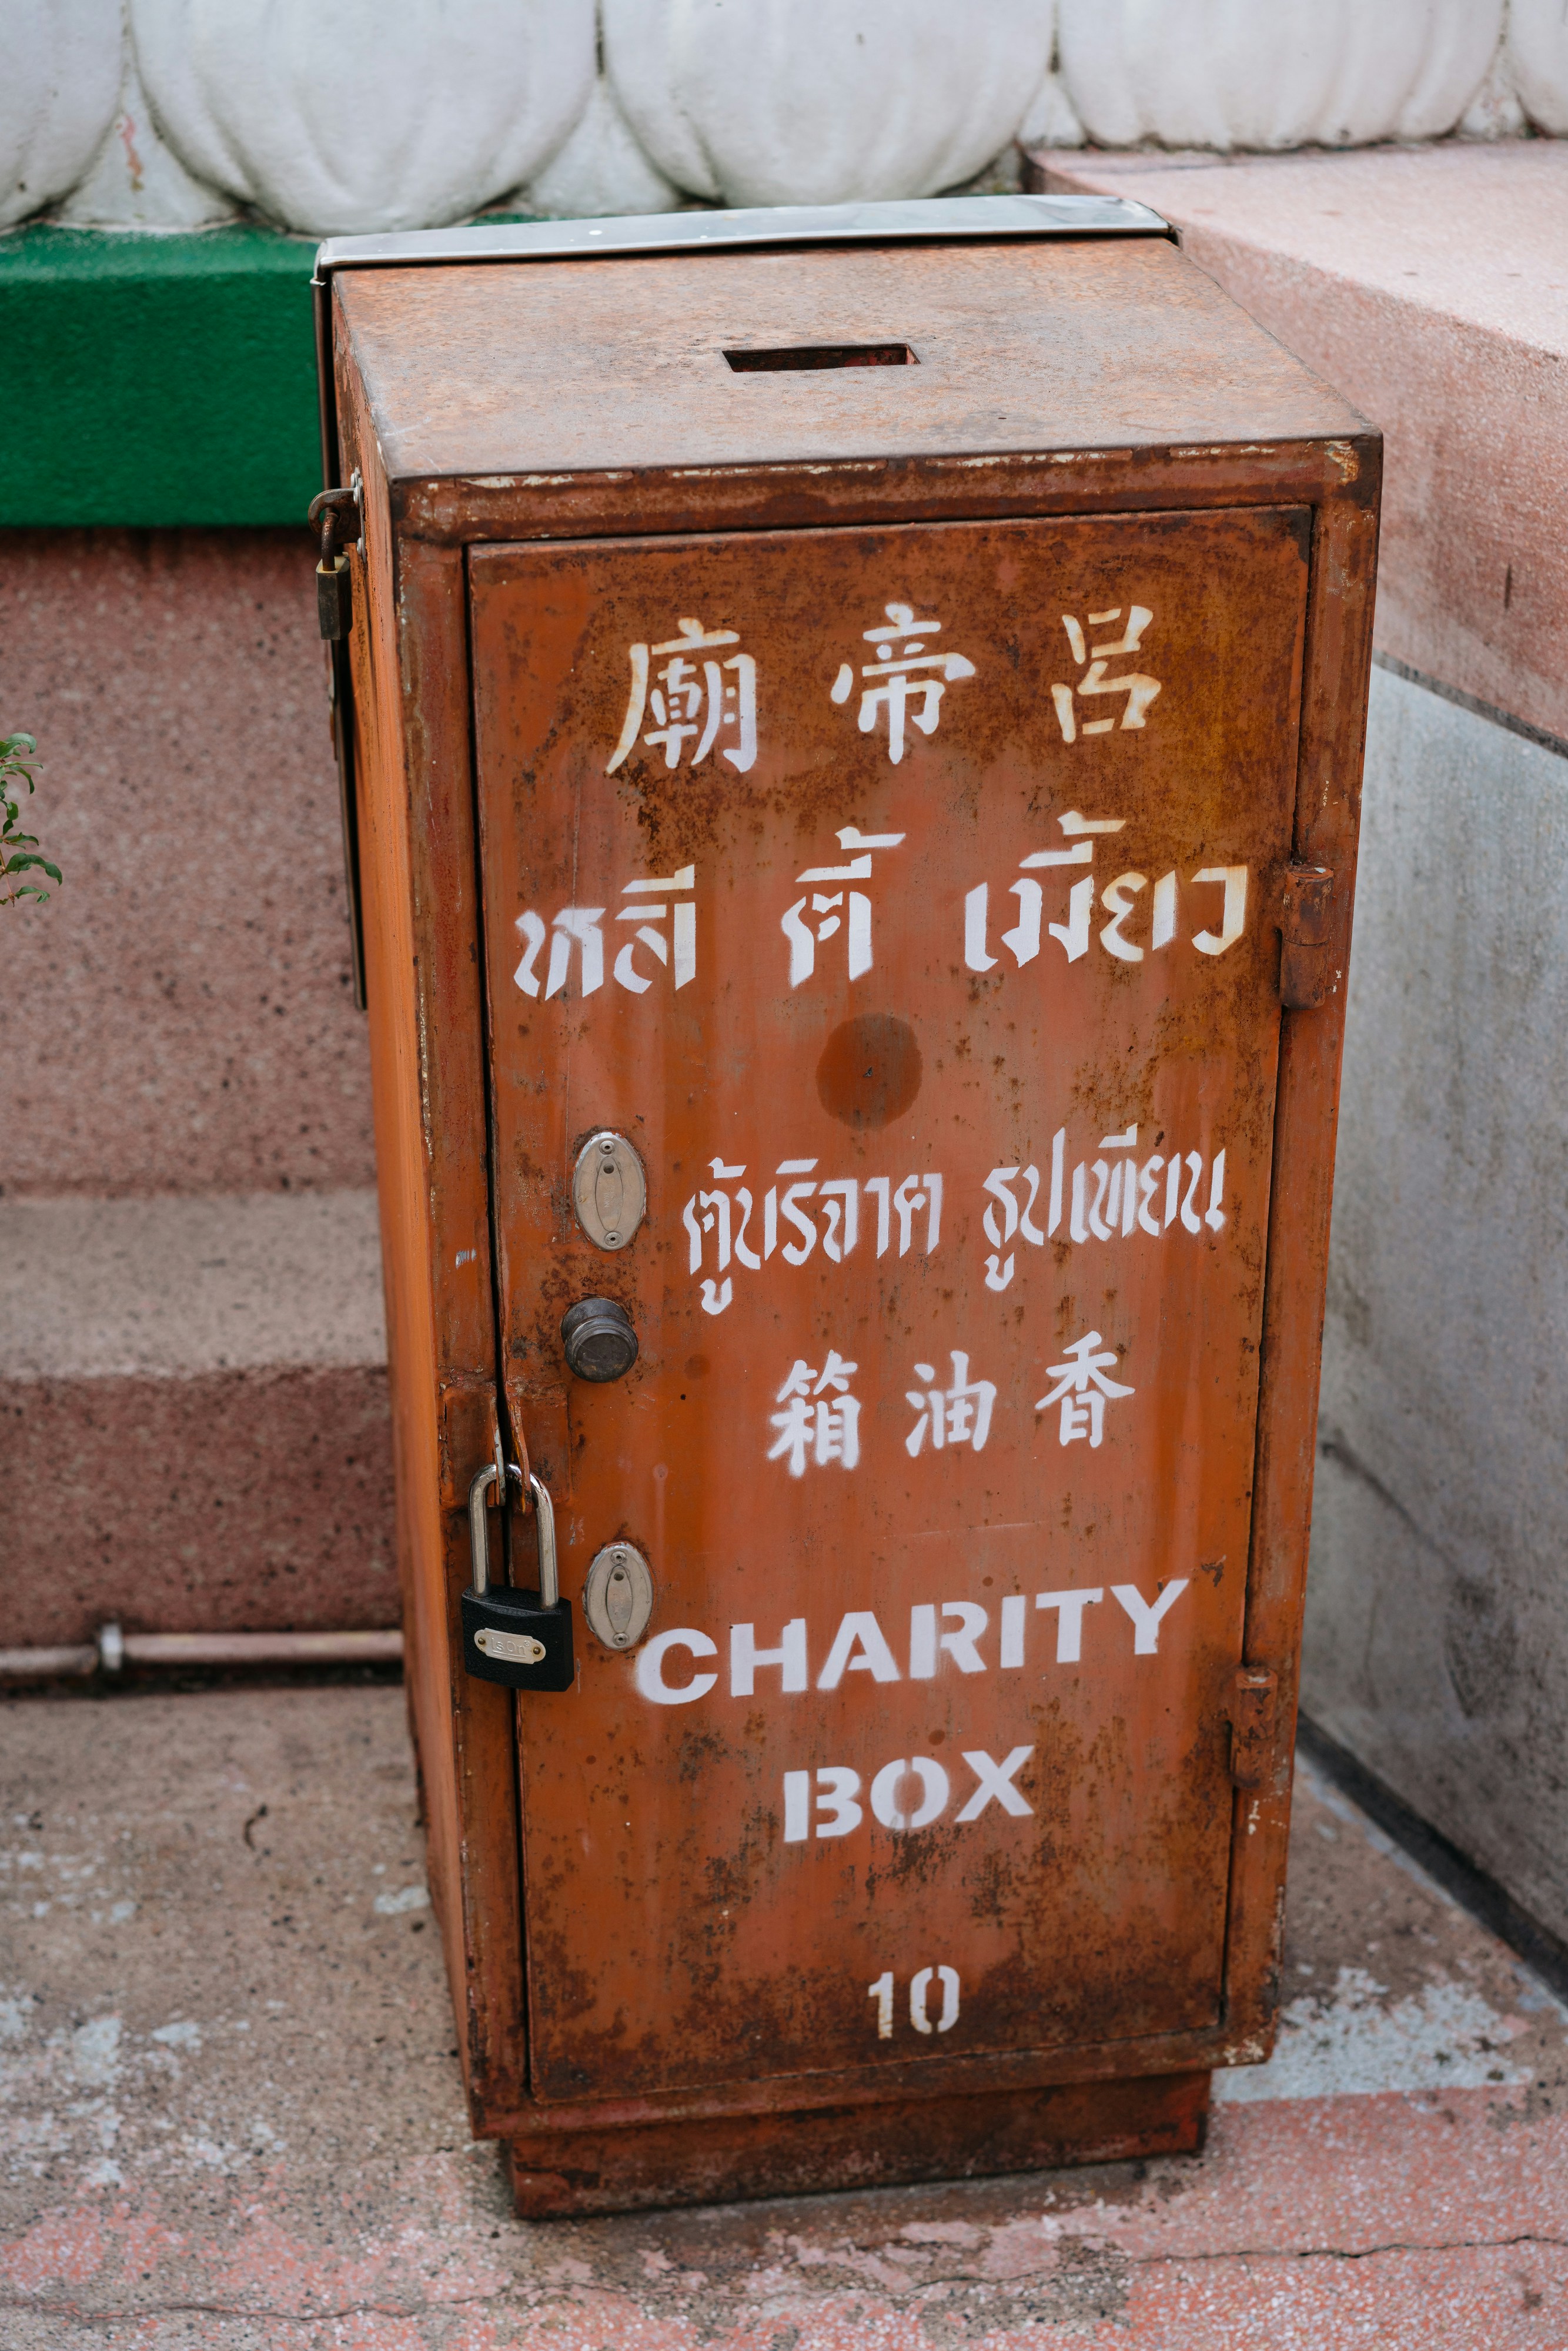 呂帝廟
หลี ตี้ เมี้ยว
ตู้บริจาค ธูปเทียน
香油箱
CHARITY
BOX
10